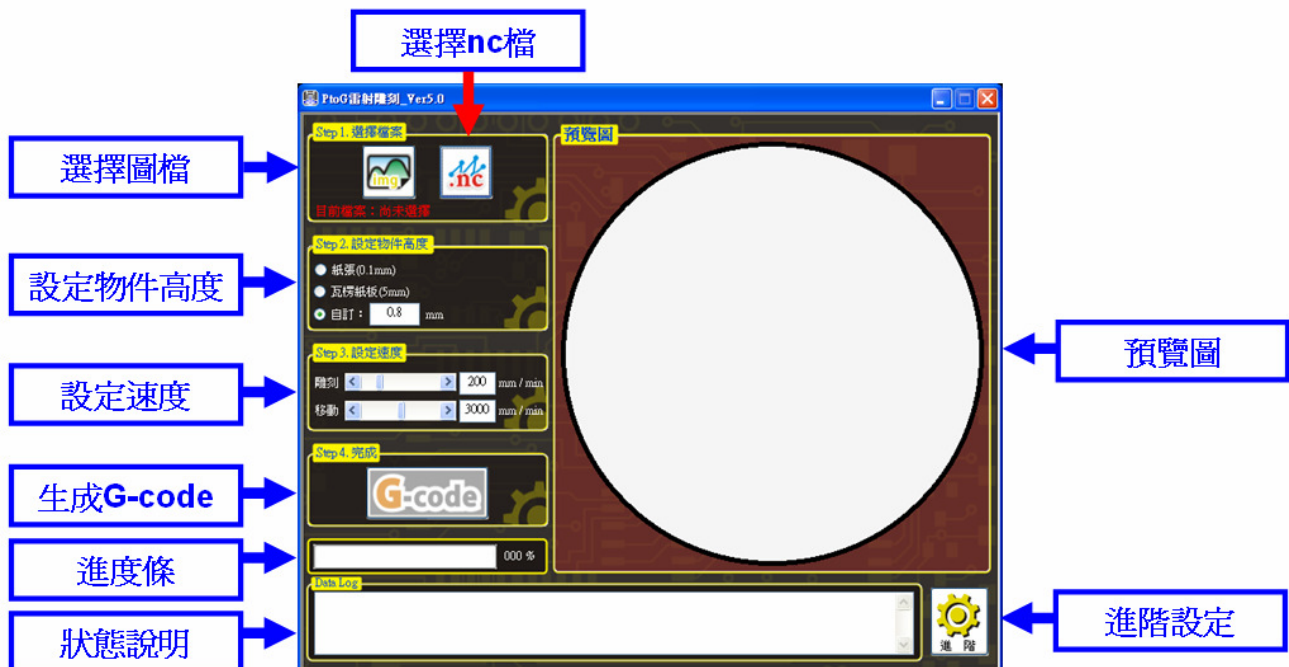 選擇nc檔
PtoG雷射雕刻_Ver5.0
Step 1. 選擇檔案
img
.nc
目前檔案：尚未選擇
選擇圖檔
Step 2. 設定物件高度
紙張(0.1mm)
瓦楞紙板(5mm)
自訂： 0.8 mm
設定物件高度
Step 3. 設定速度
雕刻 200 mm / min
移動 3000 mm / min
設定速度
Step 4. 完成
G-code
生成G-code
000 %
進度條
Data Log
狀態說明
預覽圖
預覽圖
進 階
進階設定